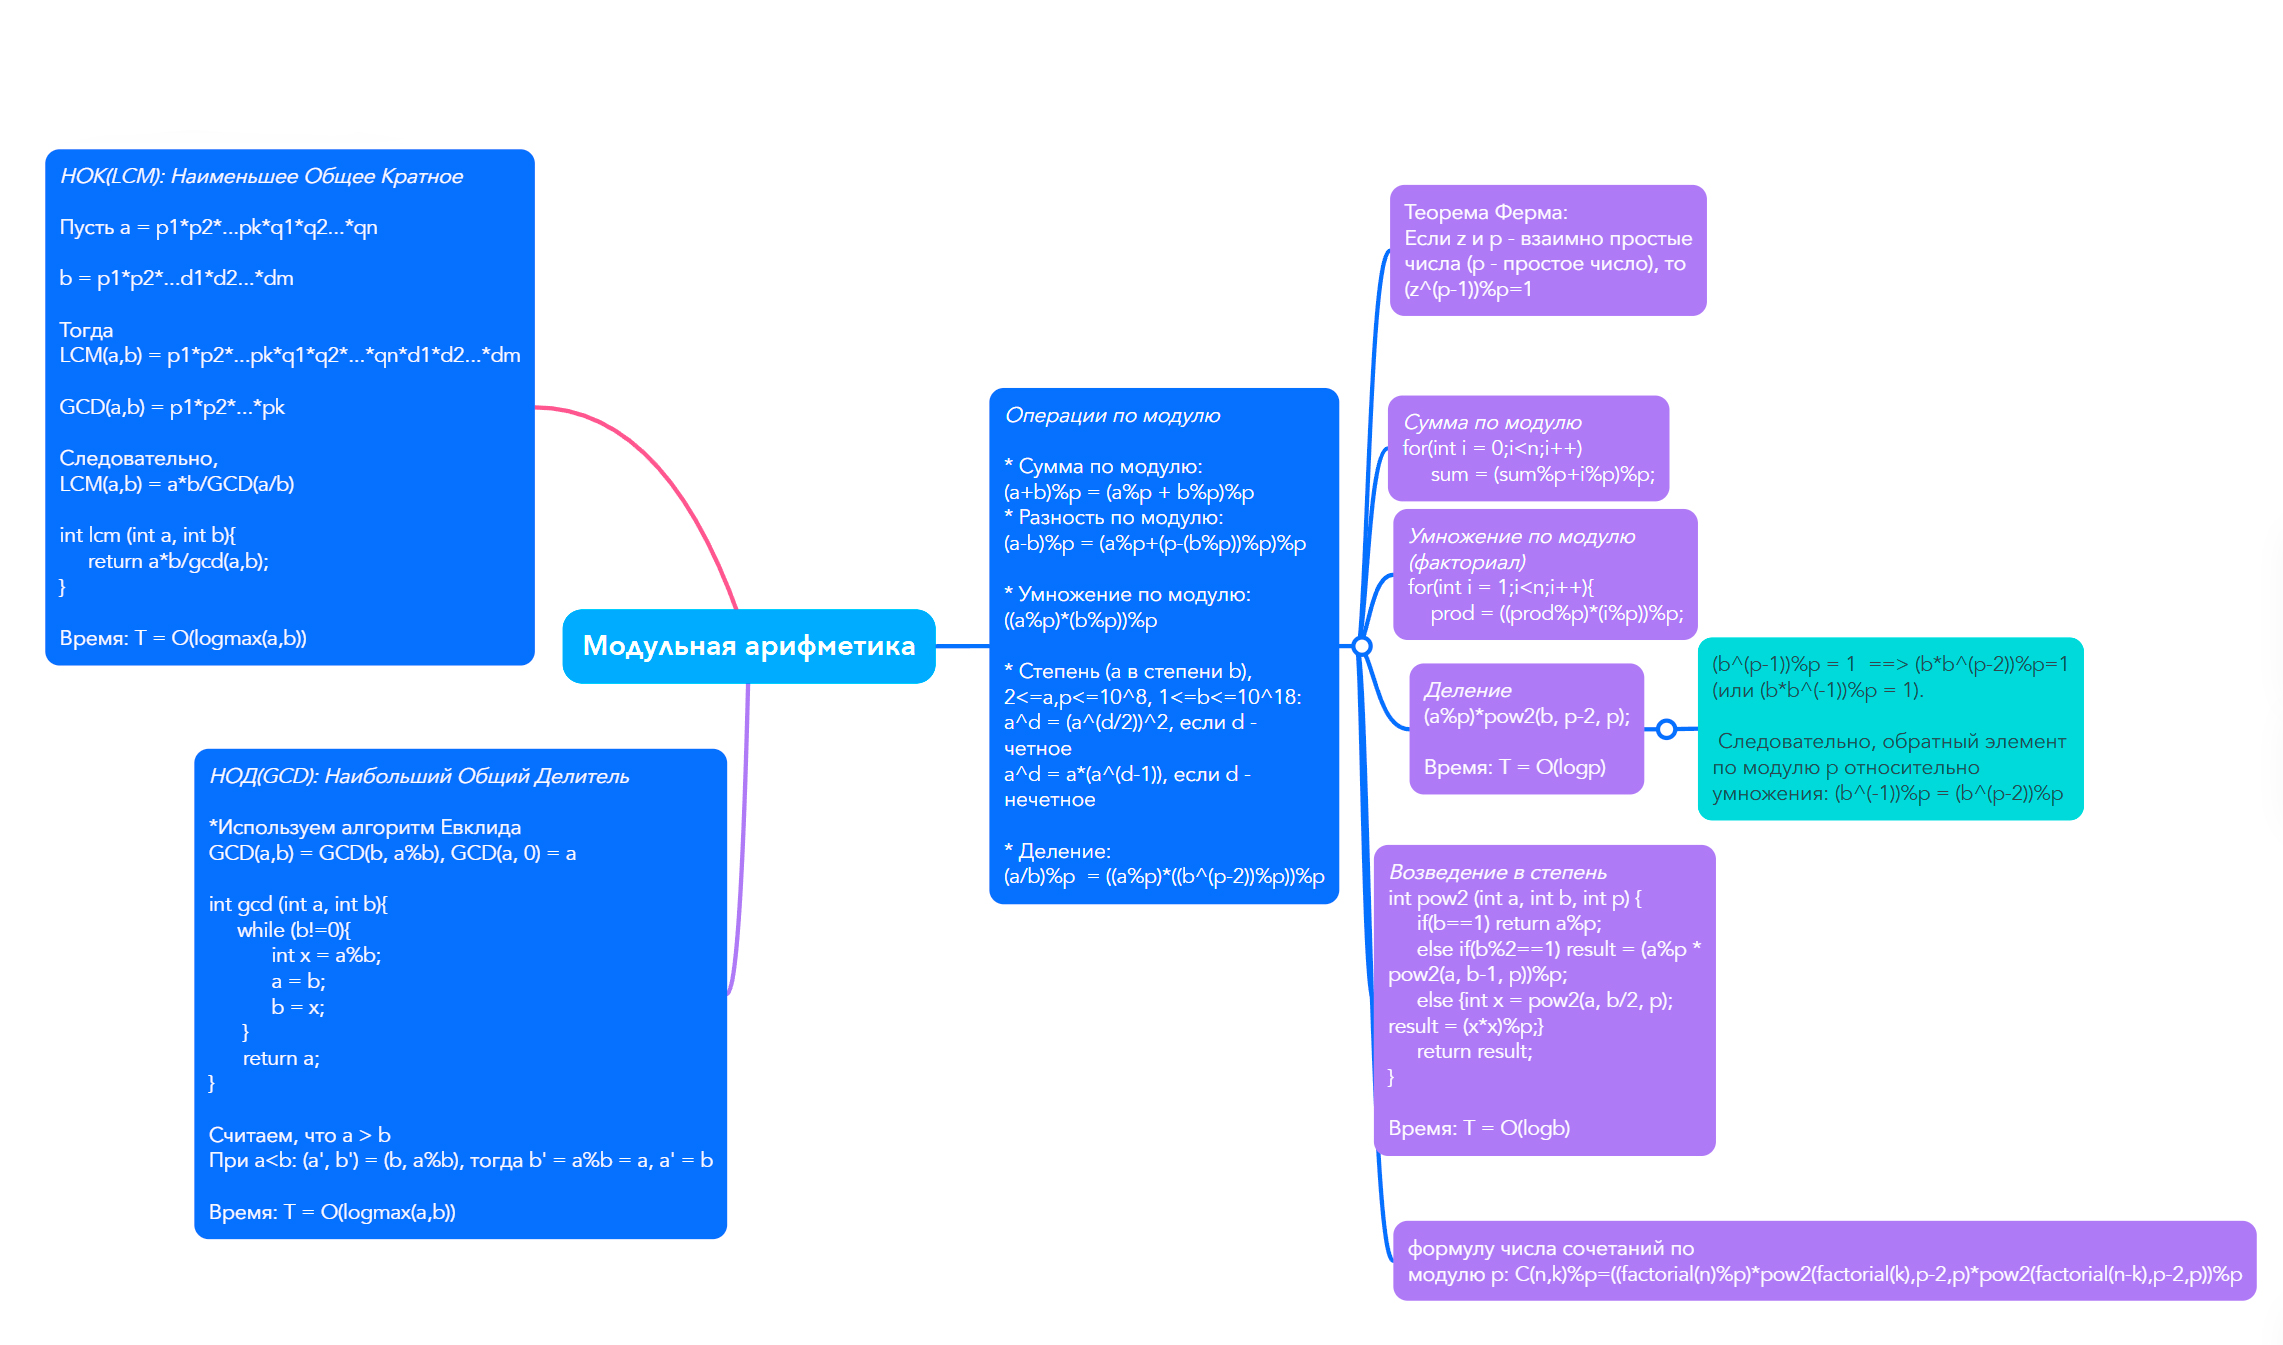 НОК(LCM): Наименьшее Общее Кратное
Пусть a = p1*p2*...pk*q1*q2...*qn
b = p1*p2*...d1*d2...*dm
Тогда
LCM(a,b) = p1*p2*...pk*q1*q2*...*qn*d1*d2...*dm
GCD(a,b) = p1*p2*...*pk
Следовательно,
LCM(a,b) = a*b/GCD(a/b)
int lcm (int a, int b){
return a*b/gcd(a,b);
}
Время: T = O(logmax(a,b))
Модульная арифметика
НОД(GCD): Наибольший Общий Делитель
*Используем алгоритм Евклида
GCD(a,b) = GCD(b, a%b), GCD(a, 0) = a
int gcd (int a, int b){
while (b!=0){
int x = a%b;
a = b;
b = x;
}
return a;
}
Считаем, что a > b
При a<b: (a', b') = (b, a%b), тогда b' = a%b = a, a' = b
Время: T = O(logmax(a,b))
Операции по модулю
* Сумма по модулю:
(a+b)%p = (a%p + b%p)%p
* Разность по модулю:
(a-b)%p = (a%p+(p-(b%p))%p)%p
* Умножение по модулю:
((a%p)*(b%p))%p
* Степень (a в степени b),
2<=a,p<=10^8, 1<=b<=10^18:
a^d = (a^(d/2))^2, если d -
четное
a^d = a*(a^(d-1)), если d -
нечетное
* Деление:
(a/b)%p = ((a%p)*((b^(p-2))%p))%p
Теорема Ферма:
Если z и p - взаимно простые
числа (p - простое число), то
(z^(p-1))%p=1
Сумма по модулю
for(int i = 0;i<n;i++)
sum = (sum%p+i%p)%p;
Умножение по модулю
(факториал)
for(int i = 1;i<n;i++){
prod = ((prod%p)*(i%p))%p;
Деление
(a%p)*pow2(b, p-2, p);
Время: T = O(logp)
(b^(p-1))%p = 1 ==> (b*b^(p-2))%p=1
(или (b*b^(-1))%p = 1).
Следовательно, обратный элемент
по модулю p относительно
умножения: (b^(-1))%p = (b^(p-2))%p
Возведение в степень
int pow2 (int a, int b, int p) {
if(b==1) return a%p;
else if(b%2==1) result = (a%p *
pow2(a, b-1, p))%p;
else {int x = pow2(a, b/2, p);
result = (x*x)%p;}
return result;
}
Время: T = O(logb)
формулу числа сочетаний по
модулю p: C(n,k)%p=((factorial(n)%p)*pow2(factorial(k),p-2,p)*pow2(factorial(n-k),p-2,p))%p